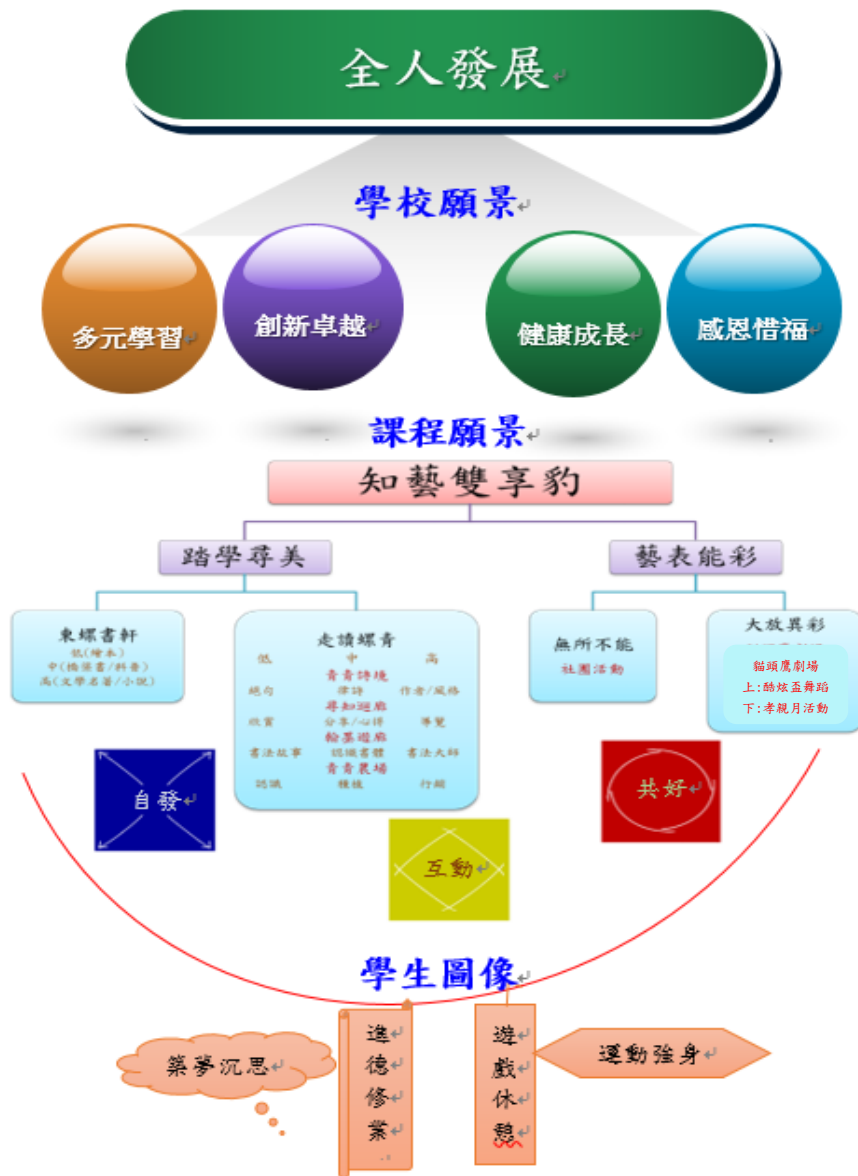 全人發展
學校願景
多元學習
創新卓越
健康成長
感恩惜福
課程願景
知藝雙享豹
踏學尋美
藝表能彩
東螺書軒
低(繪本)
中(橋梁書/科普)
高(文學名著/小說)
走讀螺青
低 中 高
青青詩境
絕句 律詩 作者/風格
尋知迴廊
欣賞 分享/心得 導覽
翰墨遊廊
書法故事 認識書體 書法大師
青青農場
認識 種植 行銷
無所不能
社團活動
大放異彩
貓頭鷹劇場
上:酷炫盃舞蹈
下:孝親月活動
自發
互動
共好
學生圖像
築夢沉思
進德修業
遊戲休憩
運動強身